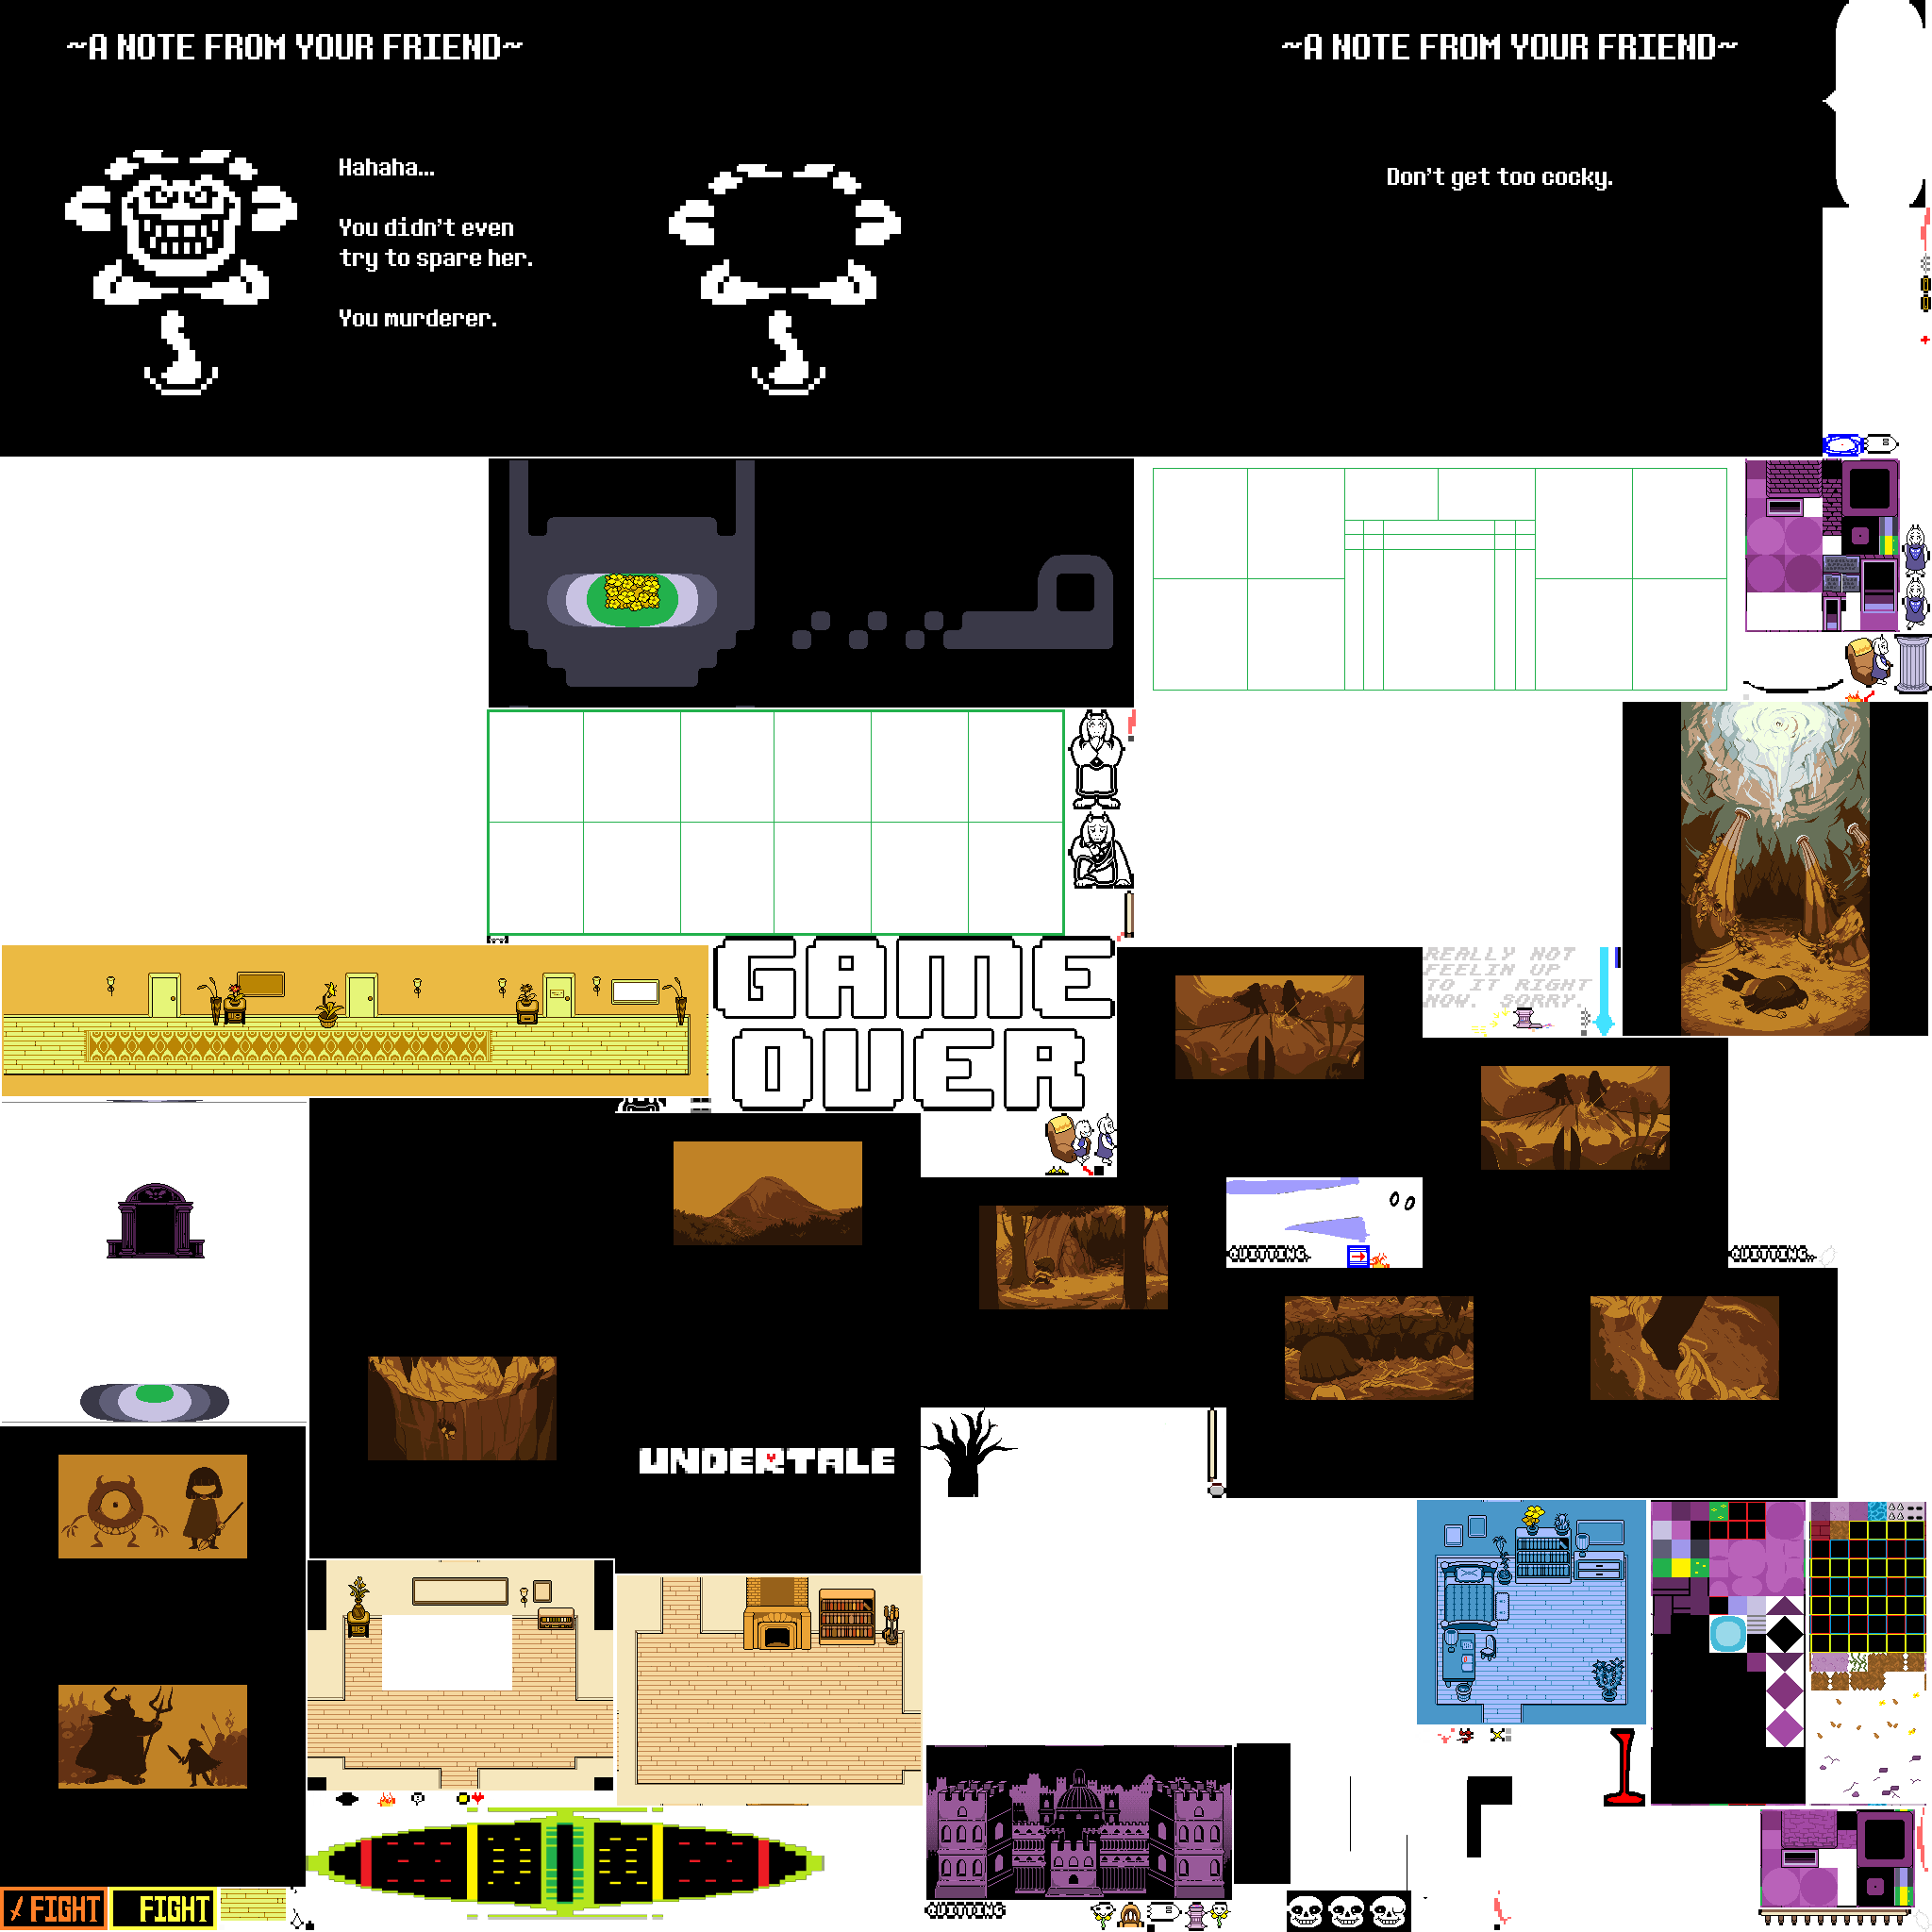 ~A NOTE FROM YOUR FRIEND~
Hahaha...
You didn't even
try to spare her.
You murderer.
~A NOTE FROM YOUR FRIEND~
Don't get too cocky.
GAME
OVER
REALLY NOT
FEELIN UP
TO IT RIGHT
NOW. SORRY.
QUITTING.
QUITTING..
UNDERTALE
FIGHT
FIGHT
QUITTING